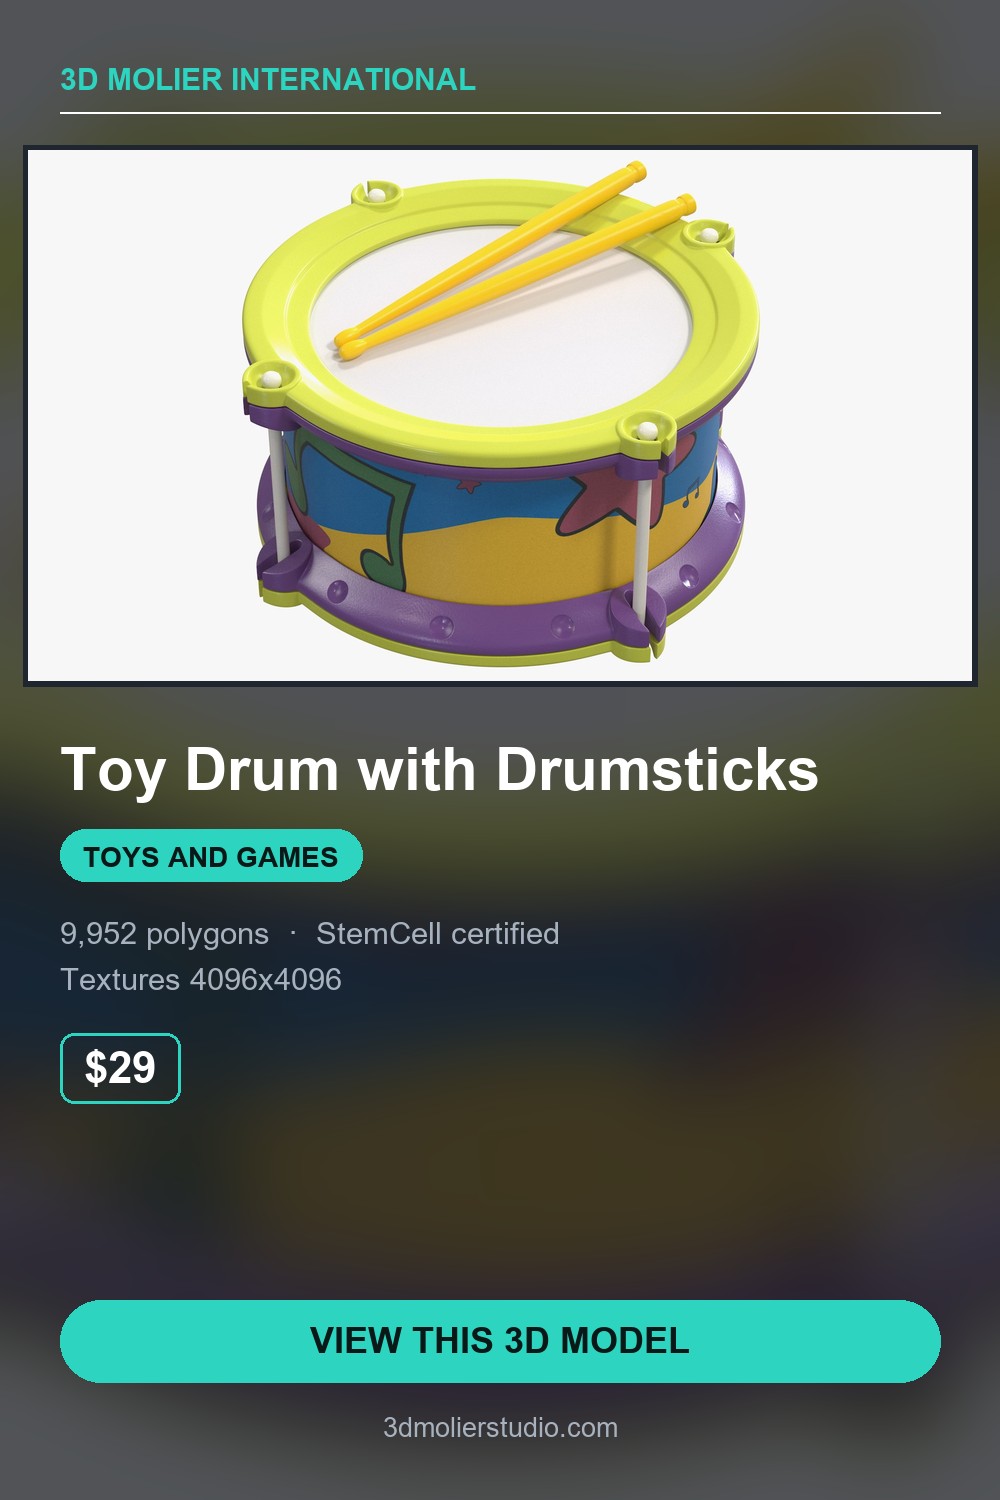 3D MOLIER INTERNATIONAL
Toy Drum with Drumsticks
TOYS AND GAMES
9,952 polygons · StemCell certified
Textures 4096x4096
$29
VIEW THIS 3D MODEL
3dmolierstudio.com